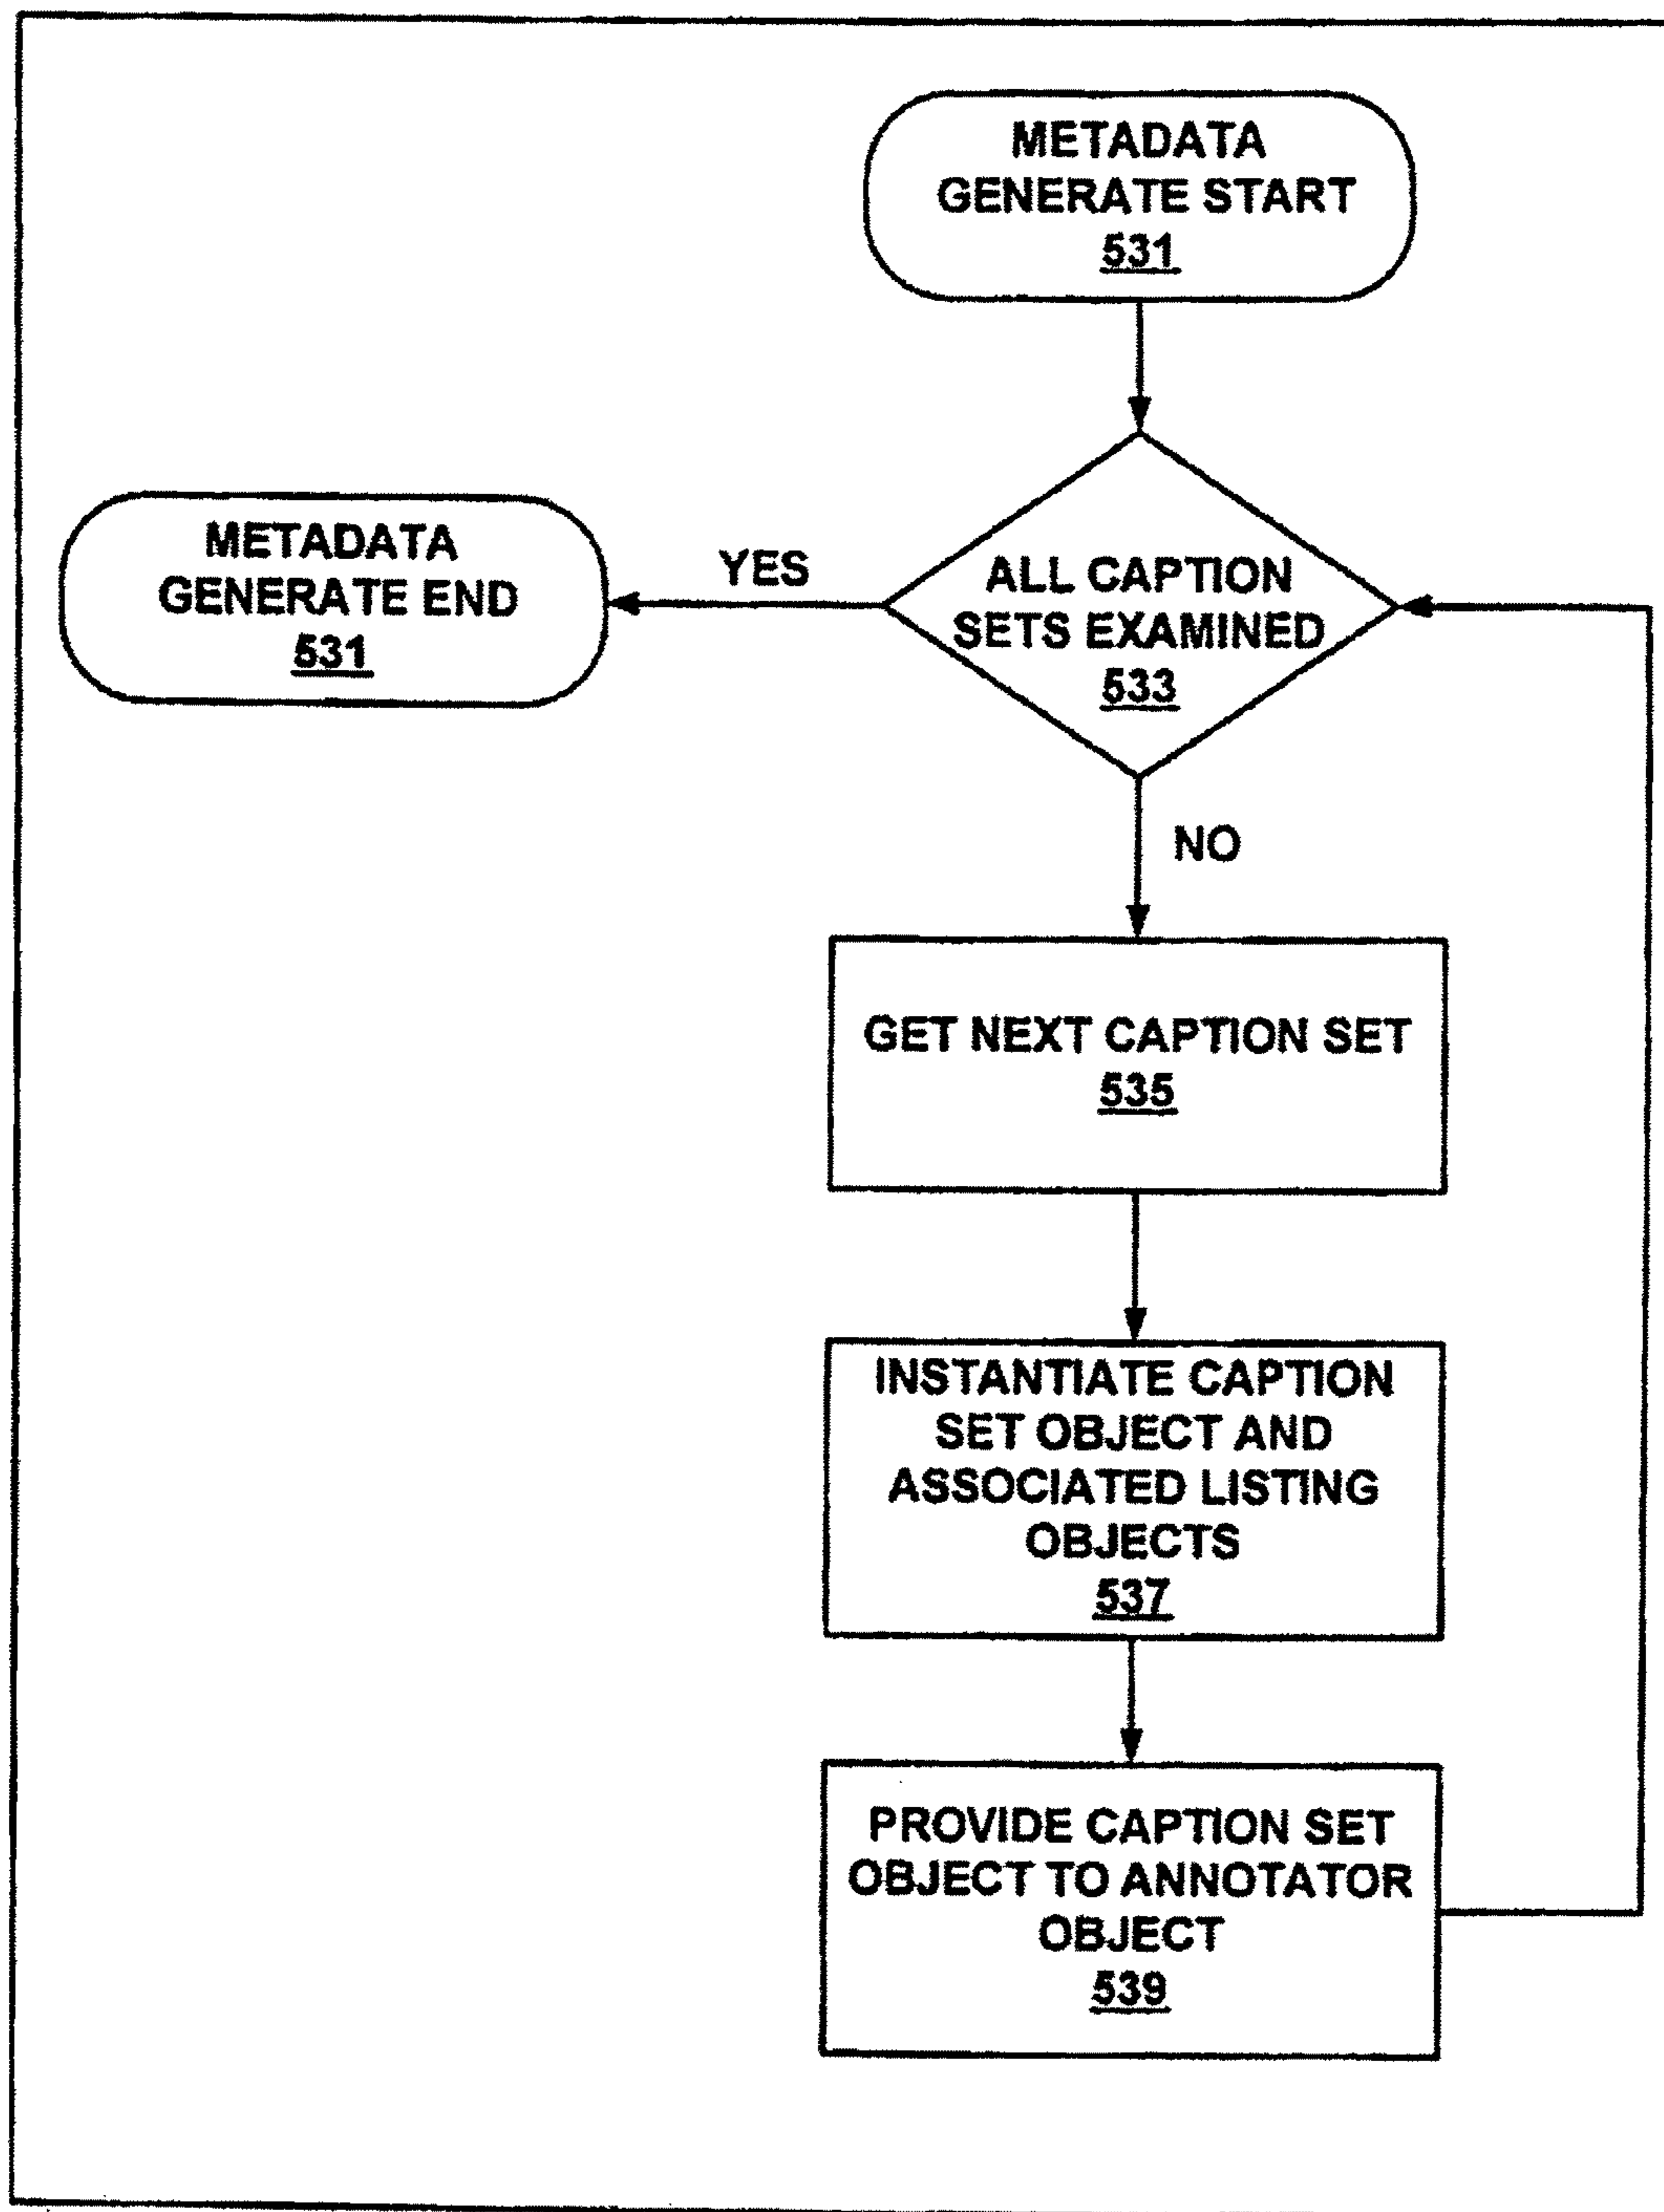 METADATA
GENERATE START
531
METADATA
GENERATE END
531
YES
ALL CAPTION
SETS EXAMINED
533
NO
GET NEXT CAPTION SET
535
INSTANTIATE CAPTION
SET OBJECT AND
ASSOCIATED LISTING
OBJECTS
537
PROVIDE CAPTION SET
OBJECT TO ANNOTATOR
OBJECT
539